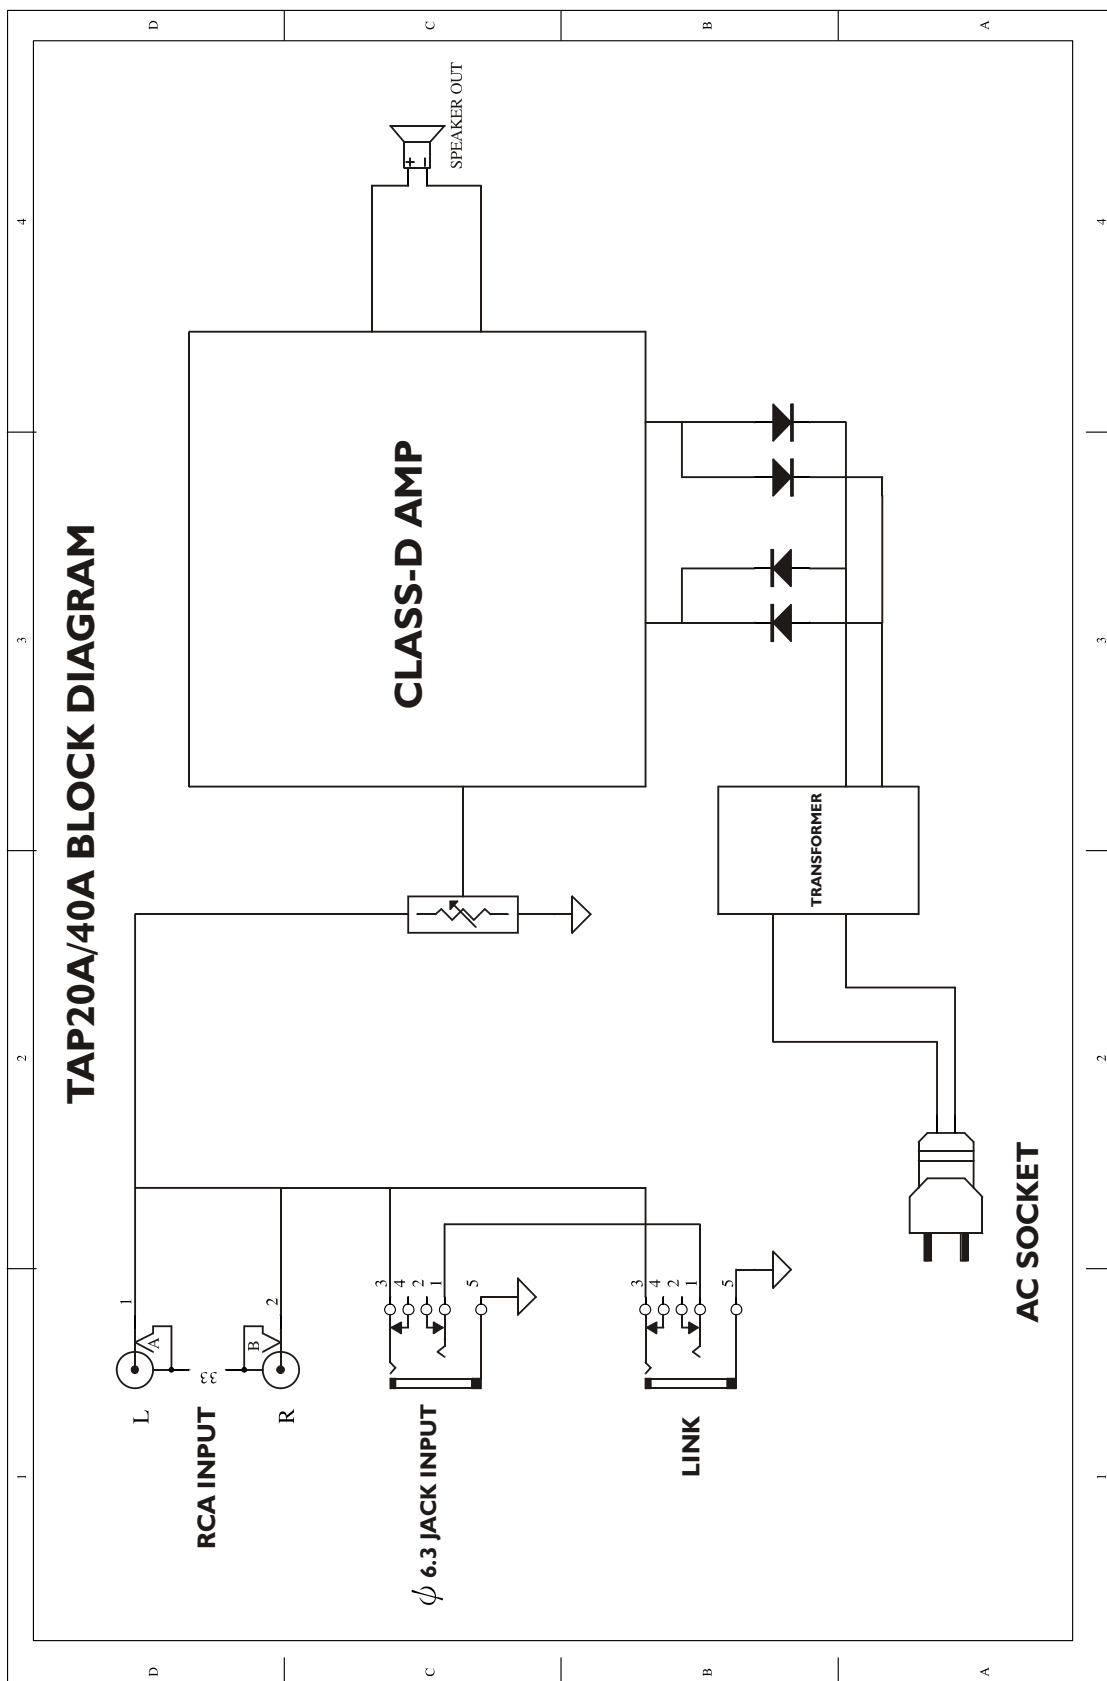 TAP20A/40A BLOCK DIAGRAM
1
2
3
4
D
C
B
A
L
1
A
RCA INPUT
33
B
R
2
ϕ 6.3 JACK INPUT
3
4
2
1
5
LINK
3
4
2
1
5
CLASS-D AMP
+
−
SPEAKER OUT
TRANSFORMER
AC SOCKET
1
2
3
4
D
C
B
A